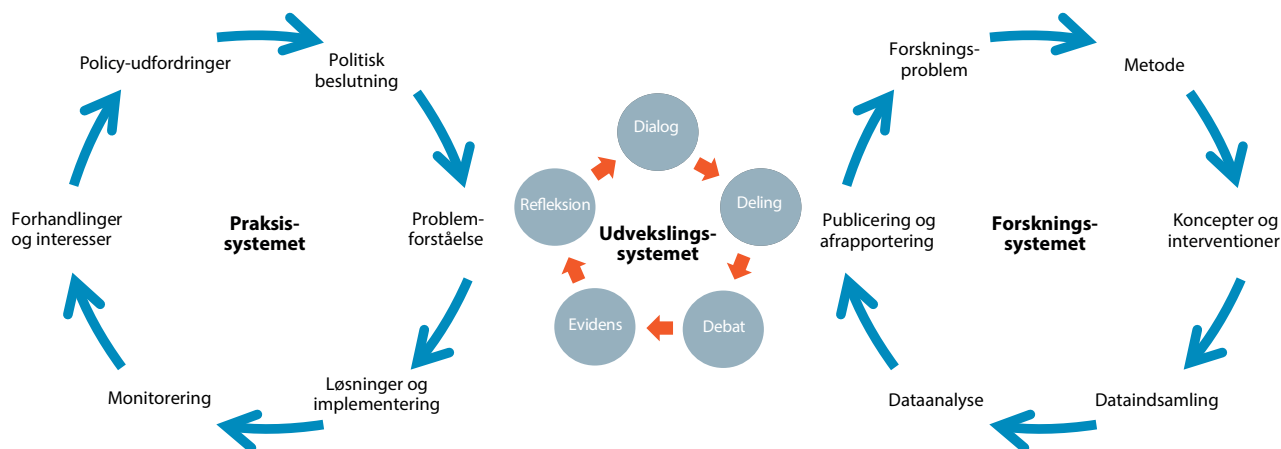 Policy-udfordringer
Politisk
beslutning
Problem-
forståelse
Løsninger og
implementering
Monitorering
Forhandlinger
og interesser
Praksis-
systemet
Dialog
Deling
Debat
Evidens
Refleksion
Udvekslings-
systemet
Forsknings-
problem
Metode
Koncepter og
interventioner
Dataindsamling
Dataanalyse
Publicering og
afrapportering
Forsknings-
systemet